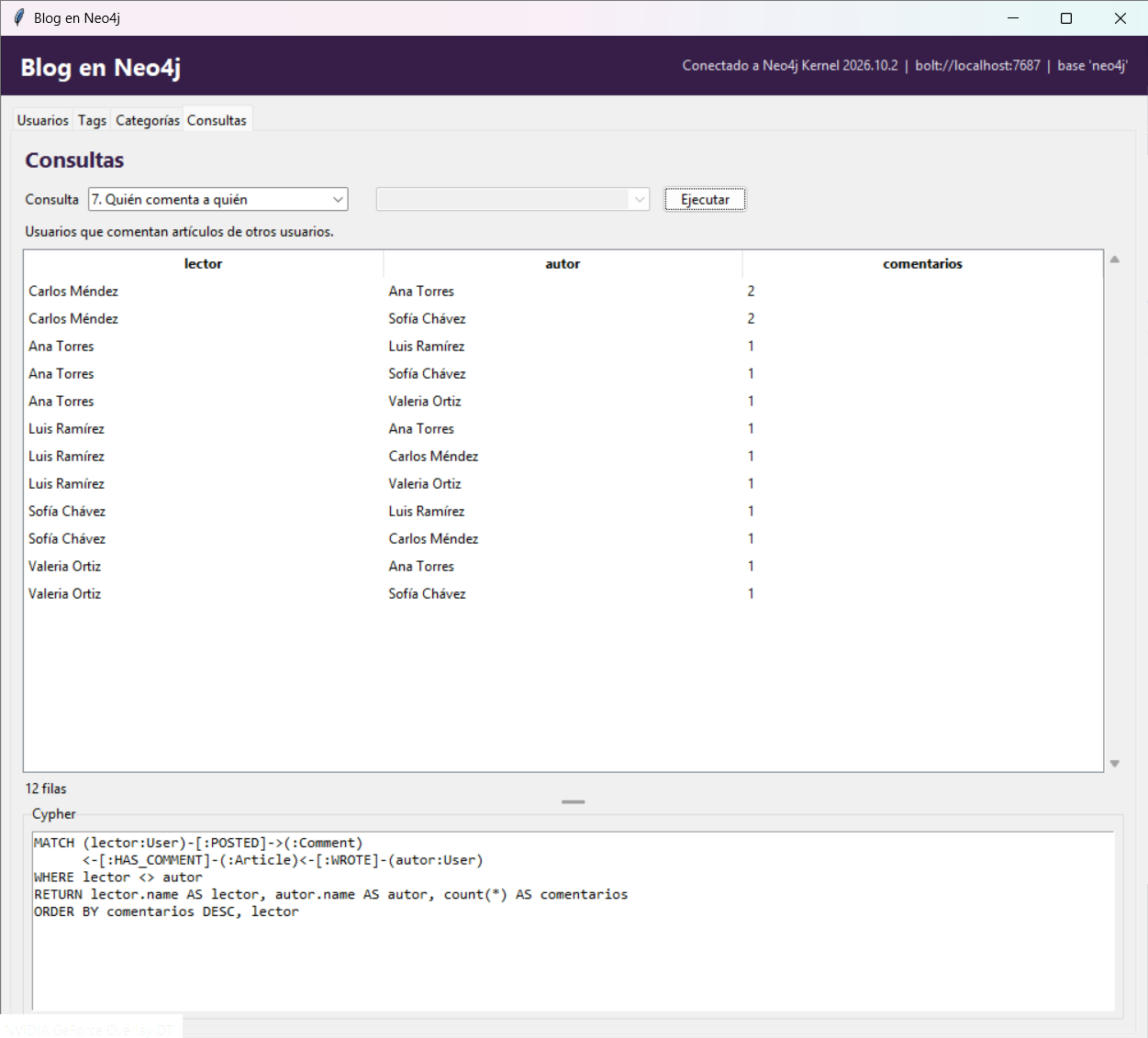 Blog en Neo4j
Blog en Neo4j
Conectado a Neo4j Kernel 2026.10.2 | bolt://localhost:7687 | base 'neo4j'
Usuarios Tags Categorías Consultas
Consultas
Consulta 7. Quién comenta a quién Ejecutar
Usuarios que comentan artículos de otros usuarios.
lector autor comentarios
Carlos Méndez Ana Torres 2
Carlos Méndez Sofía Chávez 2
Ana Torres Luis Ramírez 1
Ana Torres Sofía Chávez 1
Ana Torres Valeria Ortiz 1
Luis Ramírez Ana Torres 1
Luis Ramírez Carlos Méndez 1
Luis Ramírez Valeria Ortiz 1
Sofía Chávez Luis Ramírez 1
Sofía Chávez Carlos Méndez 1
Valeria Ortiz Ana Torres 1
Valeria Ortiz Sofía Chávez 1
12 filas
Cypher
MATCH (lector:User)-[:POSTED]->(:Comment)
<-[:HAS_COMMENT]-(:Article)<-[:WROTE]-(autor:User)
WHERE lector <> autor
RETURN lector.name AS lector, autor.name AS autor, count(*) AS comentarios
ORDER BY comentarios DESC, lector
NVIDIA GeForce Overlay DT